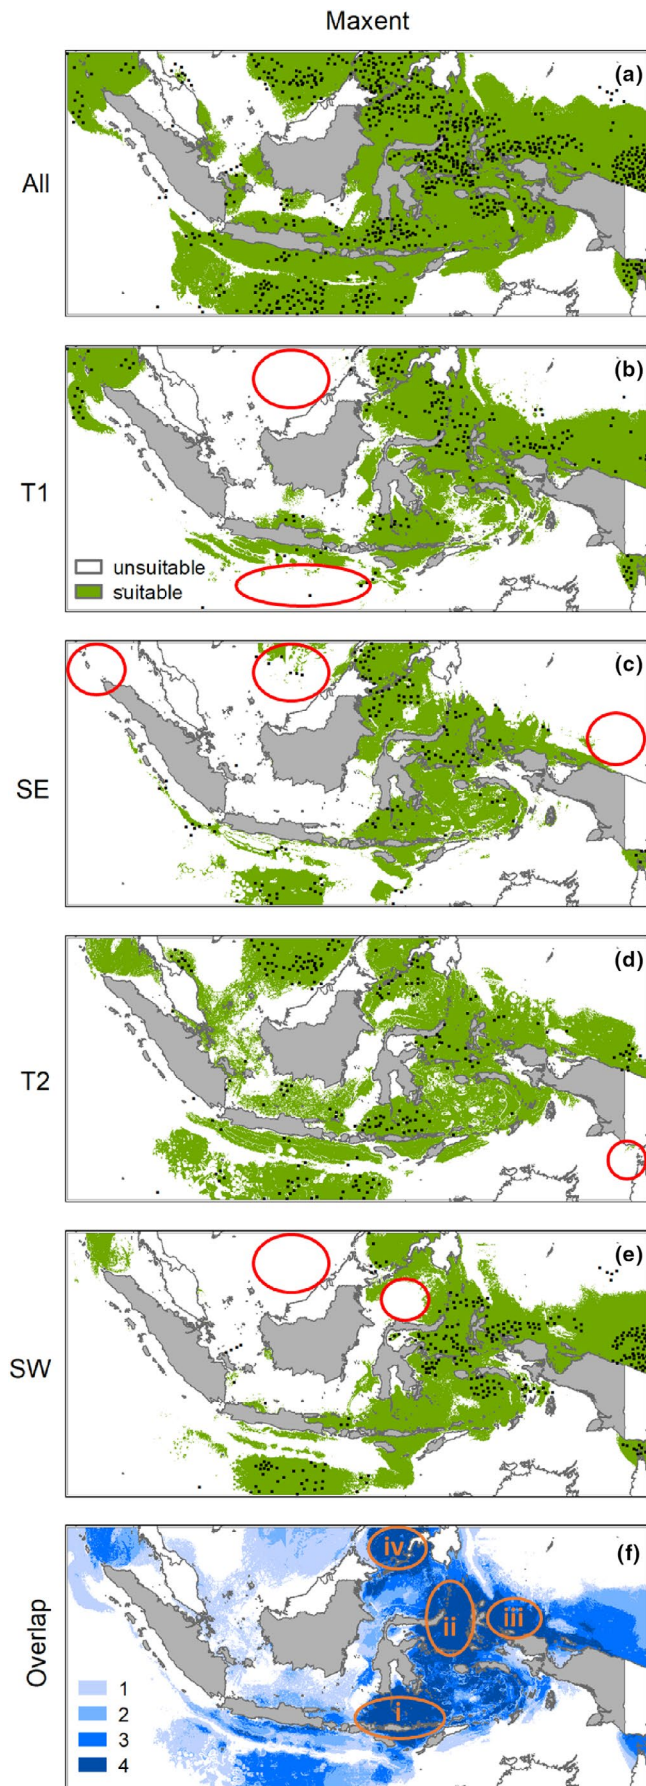 Maxent
(a)
All
(b)
T1
unsuitable
suitable
(c)
SE
(d)
T2
(e)
SW
(f)
iv
ii
iii
i
Overlap
1
2
3
4